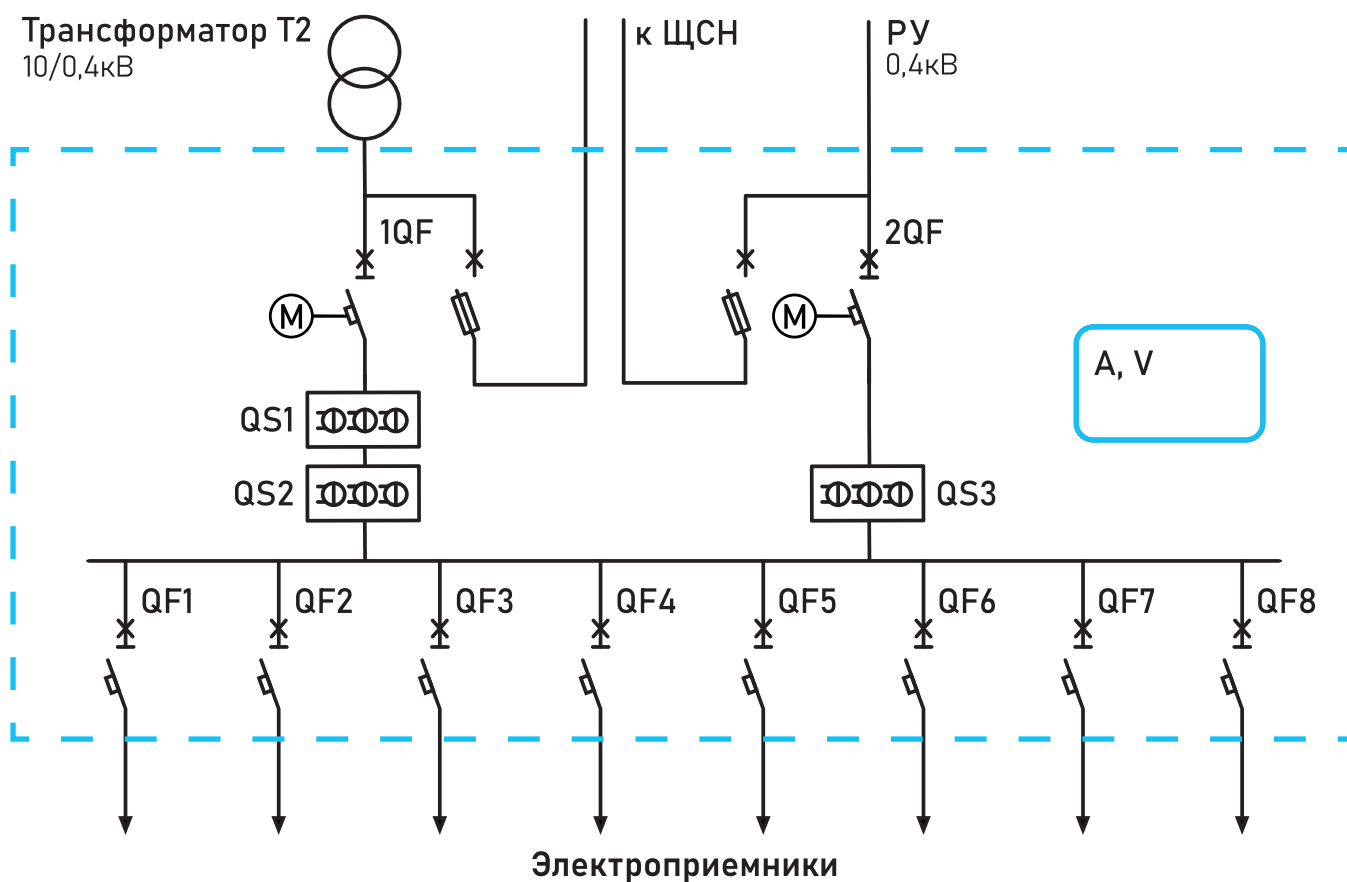 Трансформатор Т2
10/0,4кВ
к ЩСН
РУ
0,4кВ
1QF
2QF
M
M
A, V
QS1
QS2
QS3
QF1
QF2
QF3
QF4
QF5
QF6
QF7
QF8
Электроприемники